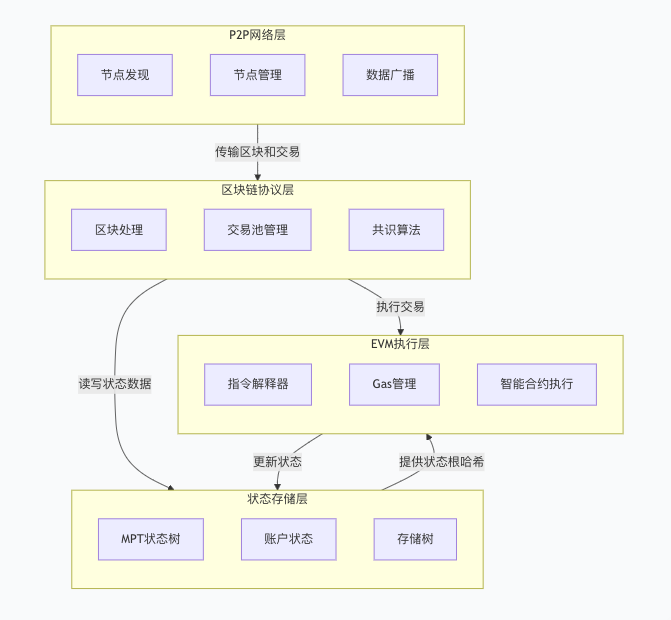 P2P网络层
节点发现
节点管理
数据广播
传输区块和交易
区块链协议层
区块处理
交易池管理
共识算法
执行交易
EVM执行层
指令解释器
Gas管理
智能合约执行
读写状态数据
更新状态
提供状态根哈希
状态存储层
MPT状态树
账户状态
存储树